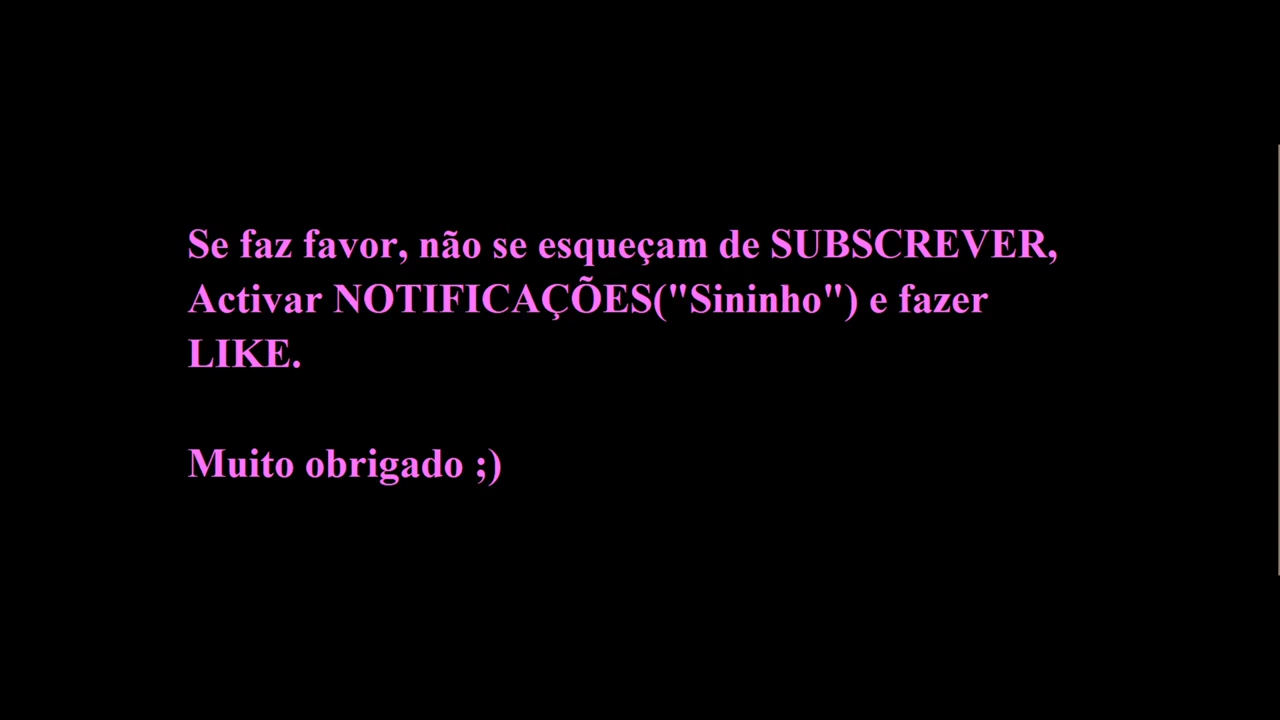 Se faz favor, não se esqueçam de SUBSCREVER,
Activar NOTIFICAÇÕES("Sininho") e fazer
LIKE.
Muito obrigado ;)